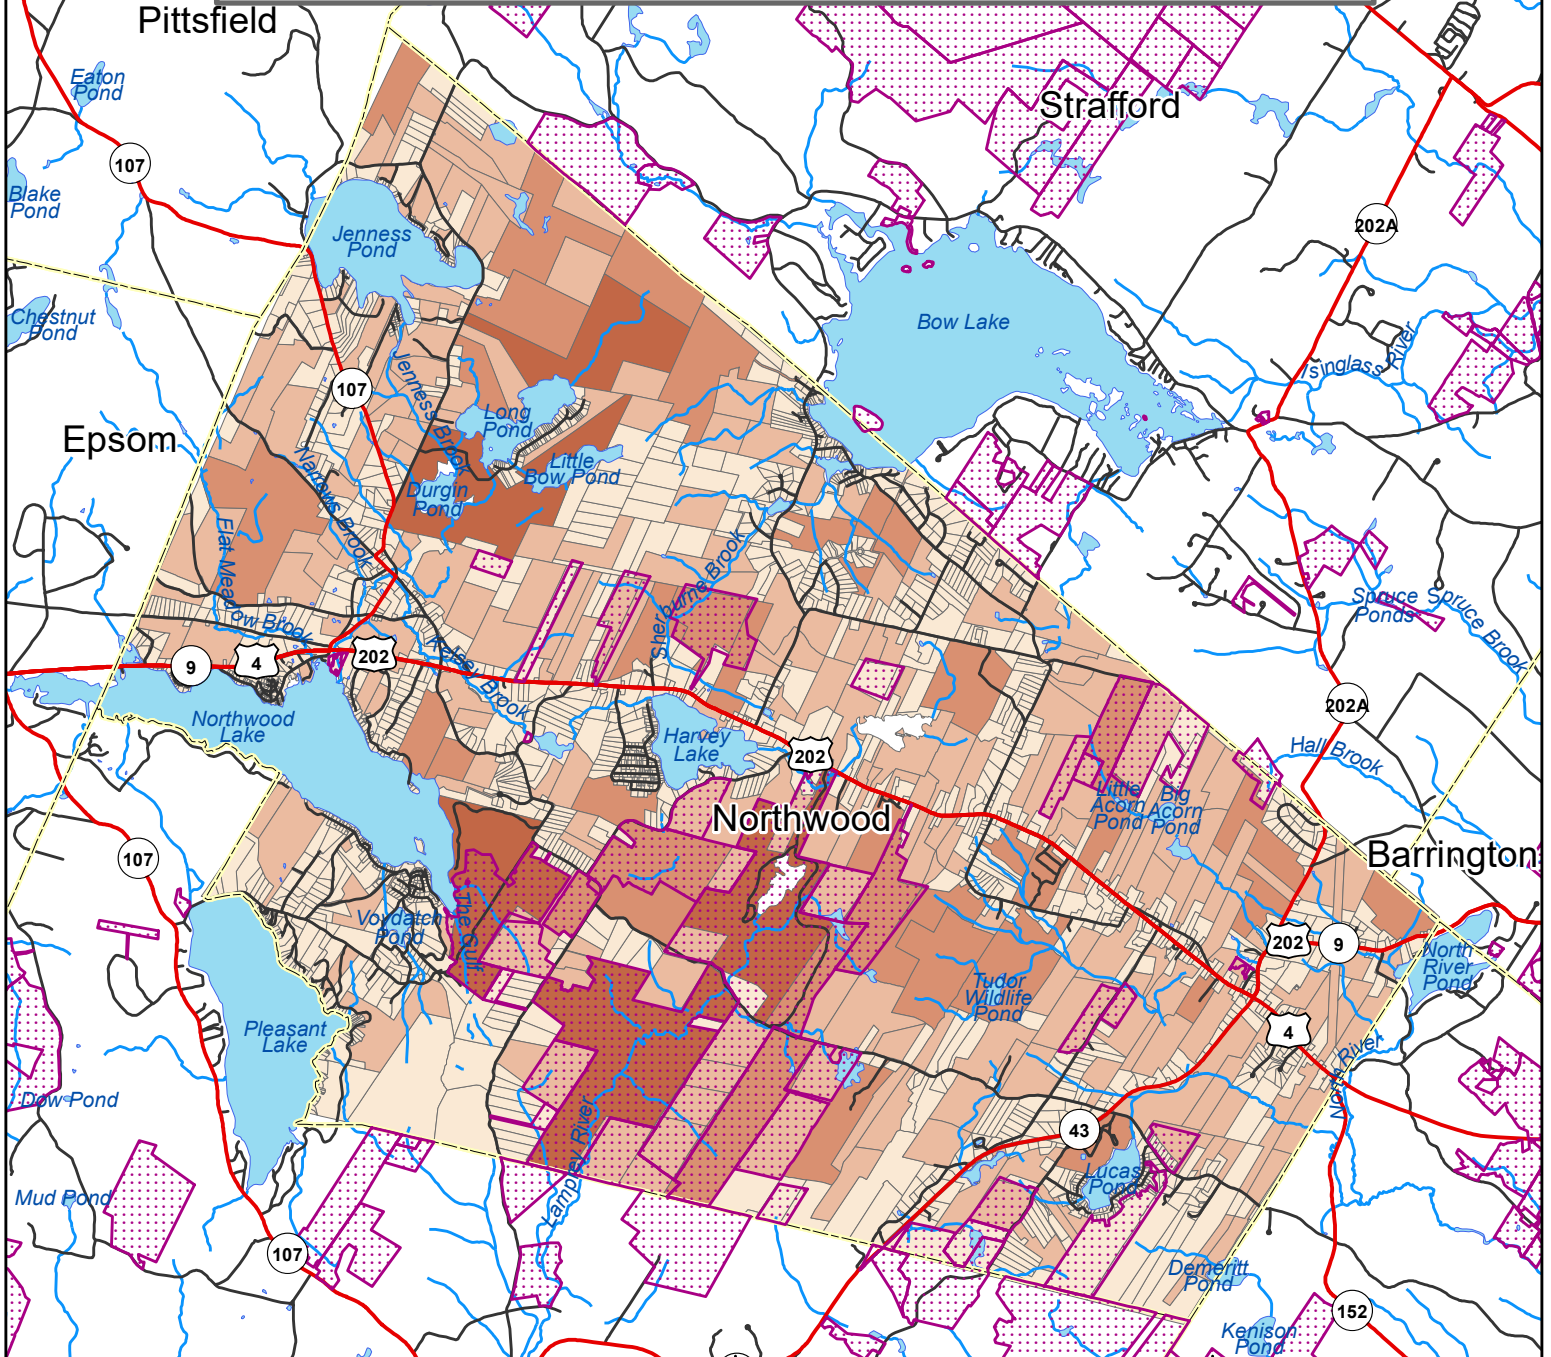 Pittsfield
Eaton
Pond
Strafford
107
Blake
Pond
202A
Jenness
Pond
Chestnut
Pond
Bow Lake
Isinglass River
107
Jenness Brook
Long
Pond
Epsom
Little
Bow Pond
Narrows Brook
Durgin
Pond
Flat Meadow Brook
Sherburne Brook
Spruce
Ponds
Spruce Brook
9
4
202
Kelsey Brook
202A
Northwood
Lake
Harvey
Lake
202
Hall Brook
Little
Acorn
Pond
Big
Acorn
Pond
Northwood
107
Barrington
Voydatch
Pond
The Gulf
202
9
North
River
Pond
Tudor
Wildlife
Pond
Pleasant
Lake
4
North River
Dow Pond
Lamprey River
43
Lucas
Pond
Mud Pond
107
Demeritt
Pond
152
Kenison
Pond